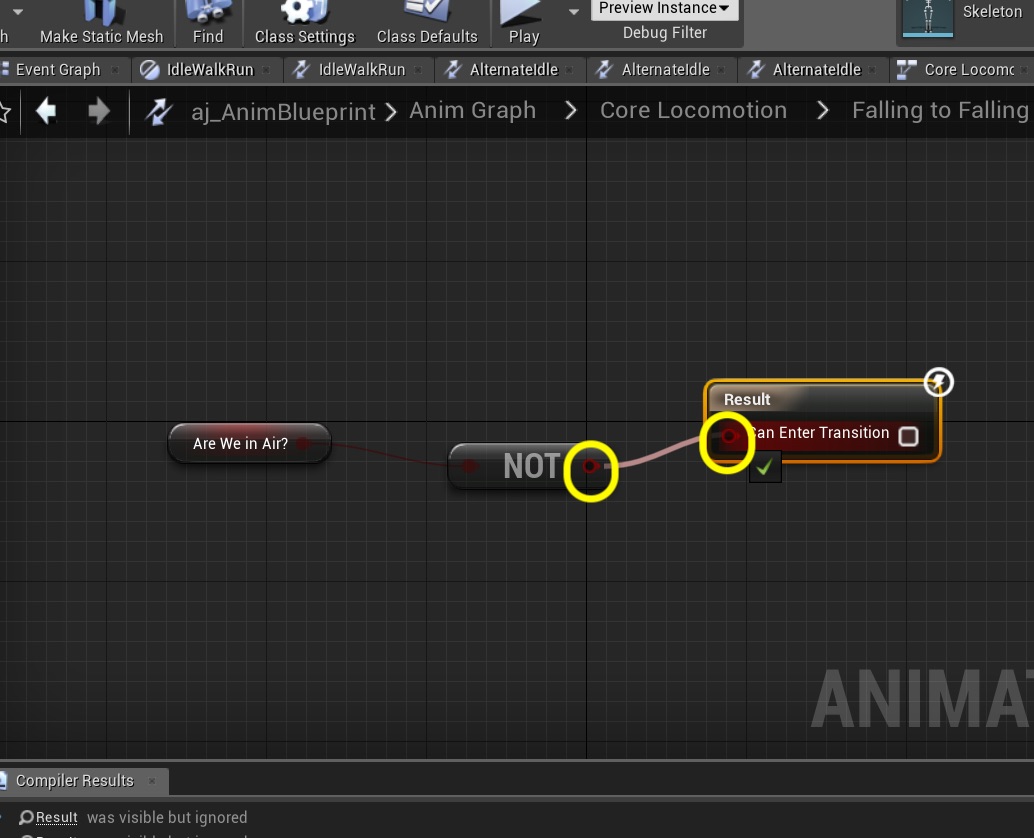 Make Static Mesh
Find
Class Settings
Class Defaults
Play
Preview Instance
Debug Filter
Skeleton
Event Graph
IdleWalkRun
IdleWalkRun
AlternateIdle
AlternateIdle
AlternateIdle
Core Locomo
aj_AnimBlueprint
Anim Graph
Core Locomotion
Falling to Falling
Result
Are We in Air?
Can Enter Transition
NOT
ANIMA
Compiler Results
Result was visible but ignored